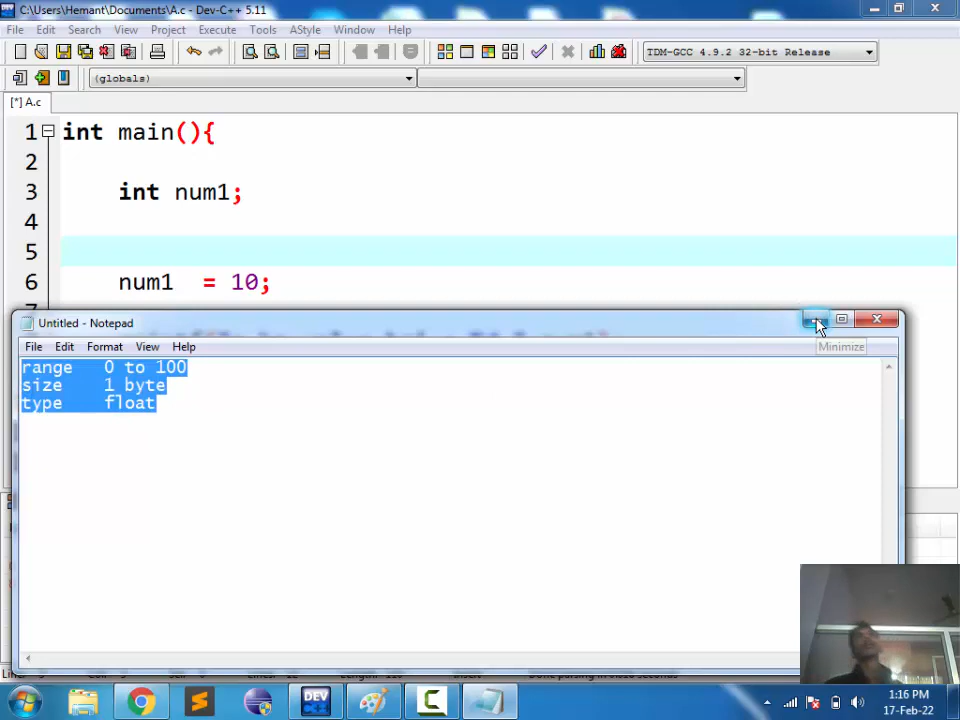 C:\Users\Hemant\Documents\A.c - Dev-C++ 5.11
File Edit Search View Project Execute Tools AStyle Window Help
TDM-GCC 4.9.2 32-bit Release
(globals)
[*] A.c
1 int main(){
2
3 int num1;
4
5
6 num1 = 10;
Untitled - Notepad
Minimize
File Edit Format View Help
range 0 to 100
size 1 byte
type float
DEV
C++
C
1:16 PM
17-Feb-22